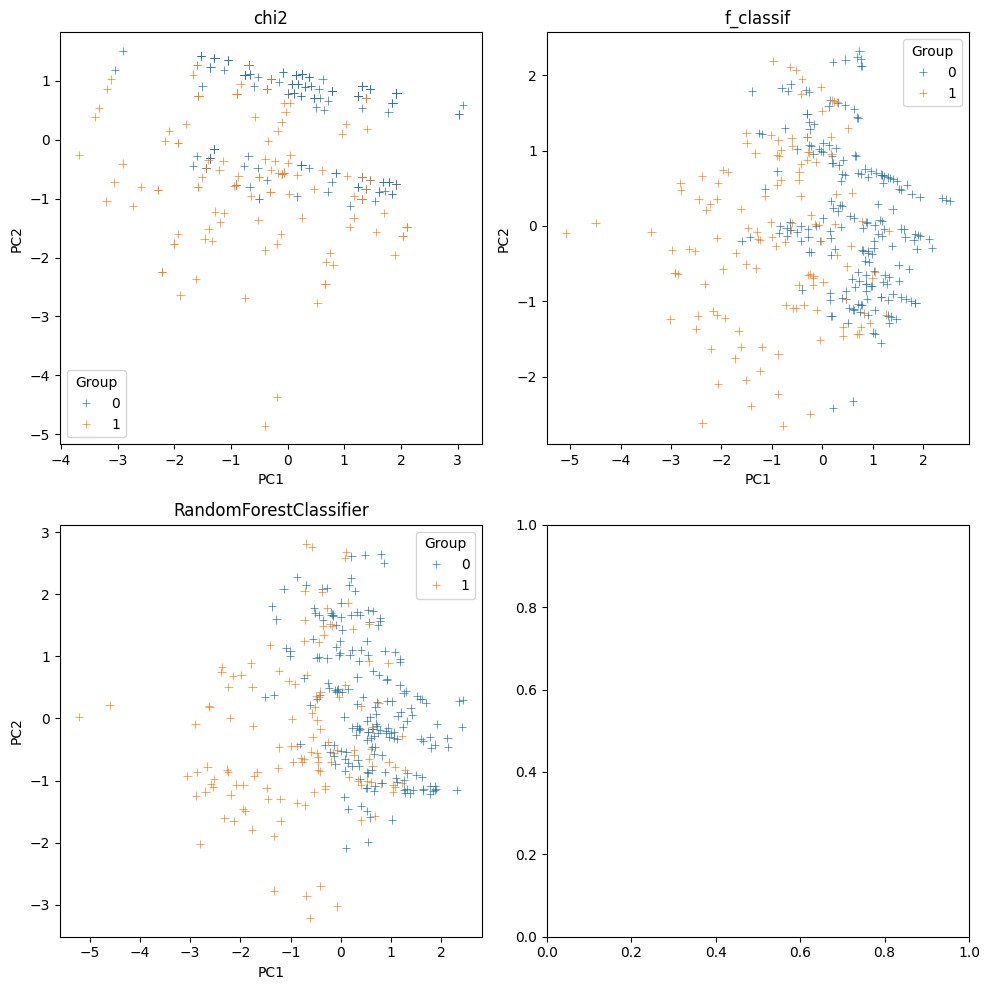 chi2
1
0
−1
−2
−3
−4
−5
PC2
Group
0
1
−4 −3 −2 −1 0 1 2 3
PC1
f_classif
2
1
0
−1
−2
PC2
Group
0
1
−5 −4 −3 −2 −1 0 1 2
PC1
RandomForestClassifier
3
2
1
0
−1
−2
−3
PC2
Group
0
1
−5 −4 −3 −2 −1 0 1 2
PC1
1.0
0.8
0.6
0.4
0.2
0.0
0.0 0.2 0.4 0.6 0.8 1.0